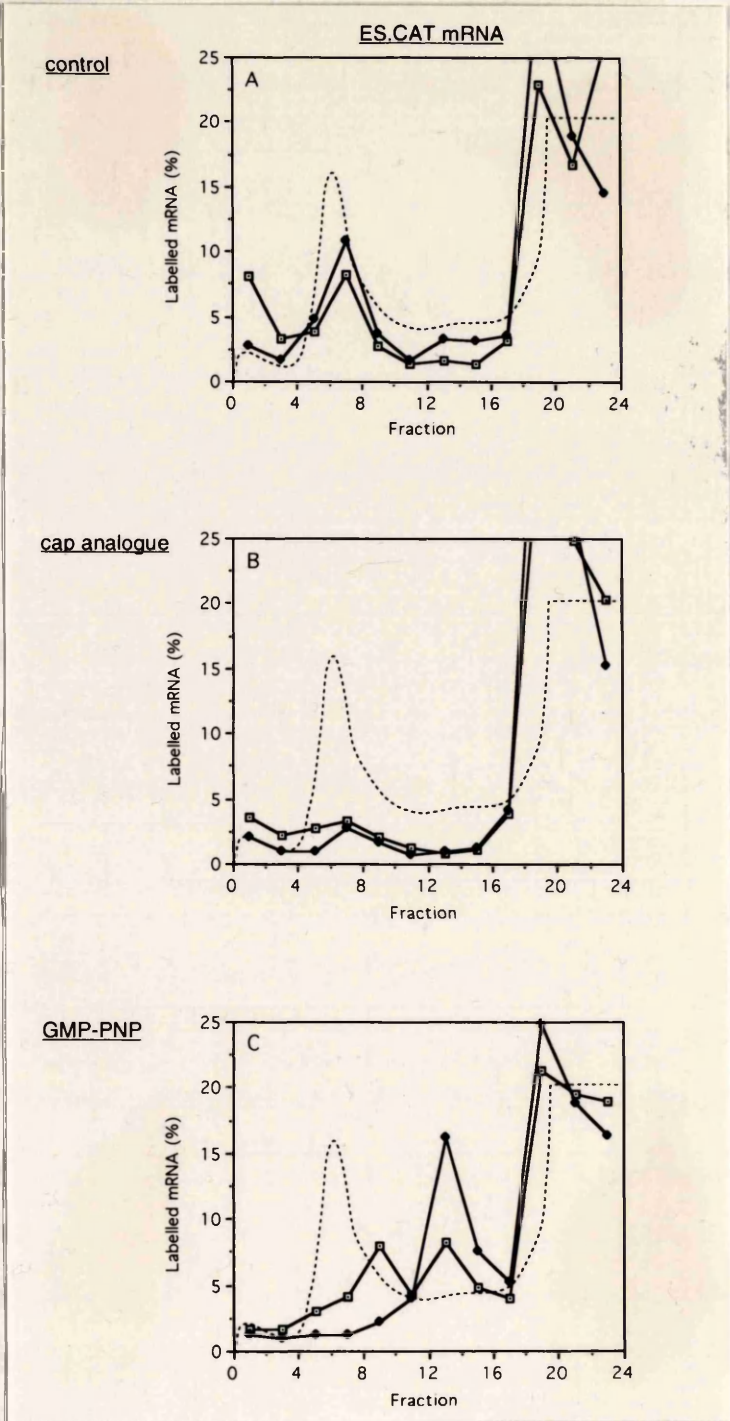 ES.CAT mRNA
control
A
25
20
15
10
5
0
Labelled mRNA (%)
0 4 8 12 16 20 24
Fraction
cap analogue
B
25
20
15
10
5
0
Labelled mRNA (%)
0 4 8 12 16 20 24
Fraction
GMP-PNP
C
25
20
15
10
5
0
Labelled mRNA (%)
0 4 8 12 16 20 24
Fraction